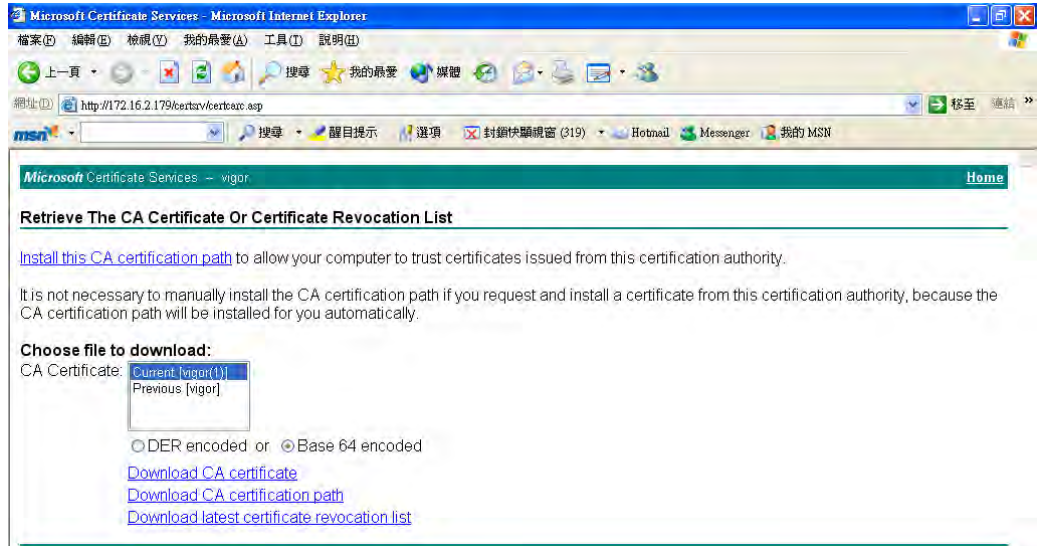 Microsoft Certificate Services - Microsoft Internet Explorer
檔案(F) 編輯(E) 檢視(V) 我的最愛(A) 工具(T) 說明(H)
上一頁 搜尋 我的最愛 媒體
網址(D) http://172.16.2.179/certsrv/certcarc.asp 移至 連結 »
msn 搜尋 醒目提示 選項 封鎖快顯視窗 (319) Hotmail Messenger 我的 MSN
Microsoft Certificate Services -- vigor Home
Retrieve The CA Certificate Or Certificate Revocation List
Install this CA certification path to allow your computer to trust certificates issued from this certification authority.
It is not necessary to manually install the CA certification path if you request and install a certificate from this certification authority, because the
CA certification path will be installed for you automatically.
Choose file to download:
CA Certificate: Current [vigor(1)]
Previous [vigor]
DER encoded or Base 64 encoded
Download CA certificate
Download CA certification path
Download latest certificate revocation list